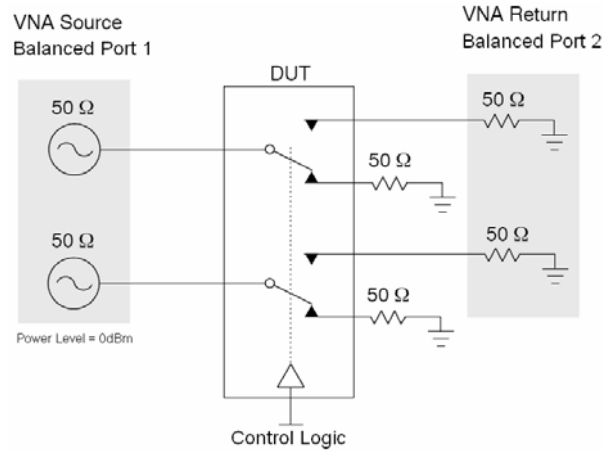 VNA Source
Balanced Port 1
VNA Return
Balanced Port 2
DUT
50 Ω
50 Ω
50 Ω
50 Ω
50 Ω
50 Ω
Power Level = 0dBm
Control Logic